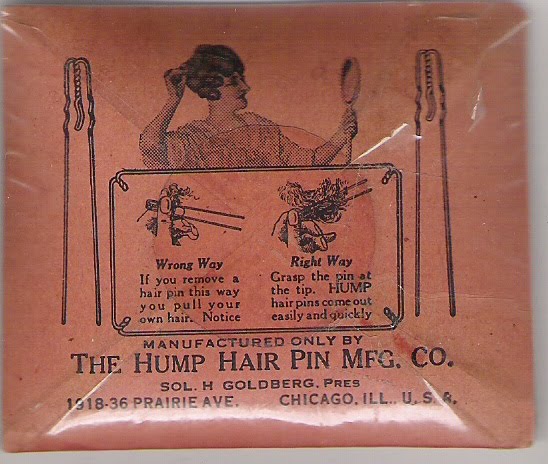 Wrong Way
If you remove a
hair pin this way
you pull your
own hair. Notice
Right Way
Grasp the pin at
the tip. HUMP
hair pins come out
easily and quickly
MANUFACTURED ONLY BY
THE HUMP HAIR PIN MFG. CO.
SOL. H GOLDBERG, PRES
1918-36 PRAIRIE AVE. CHICAGO, ILL., U. S. A.